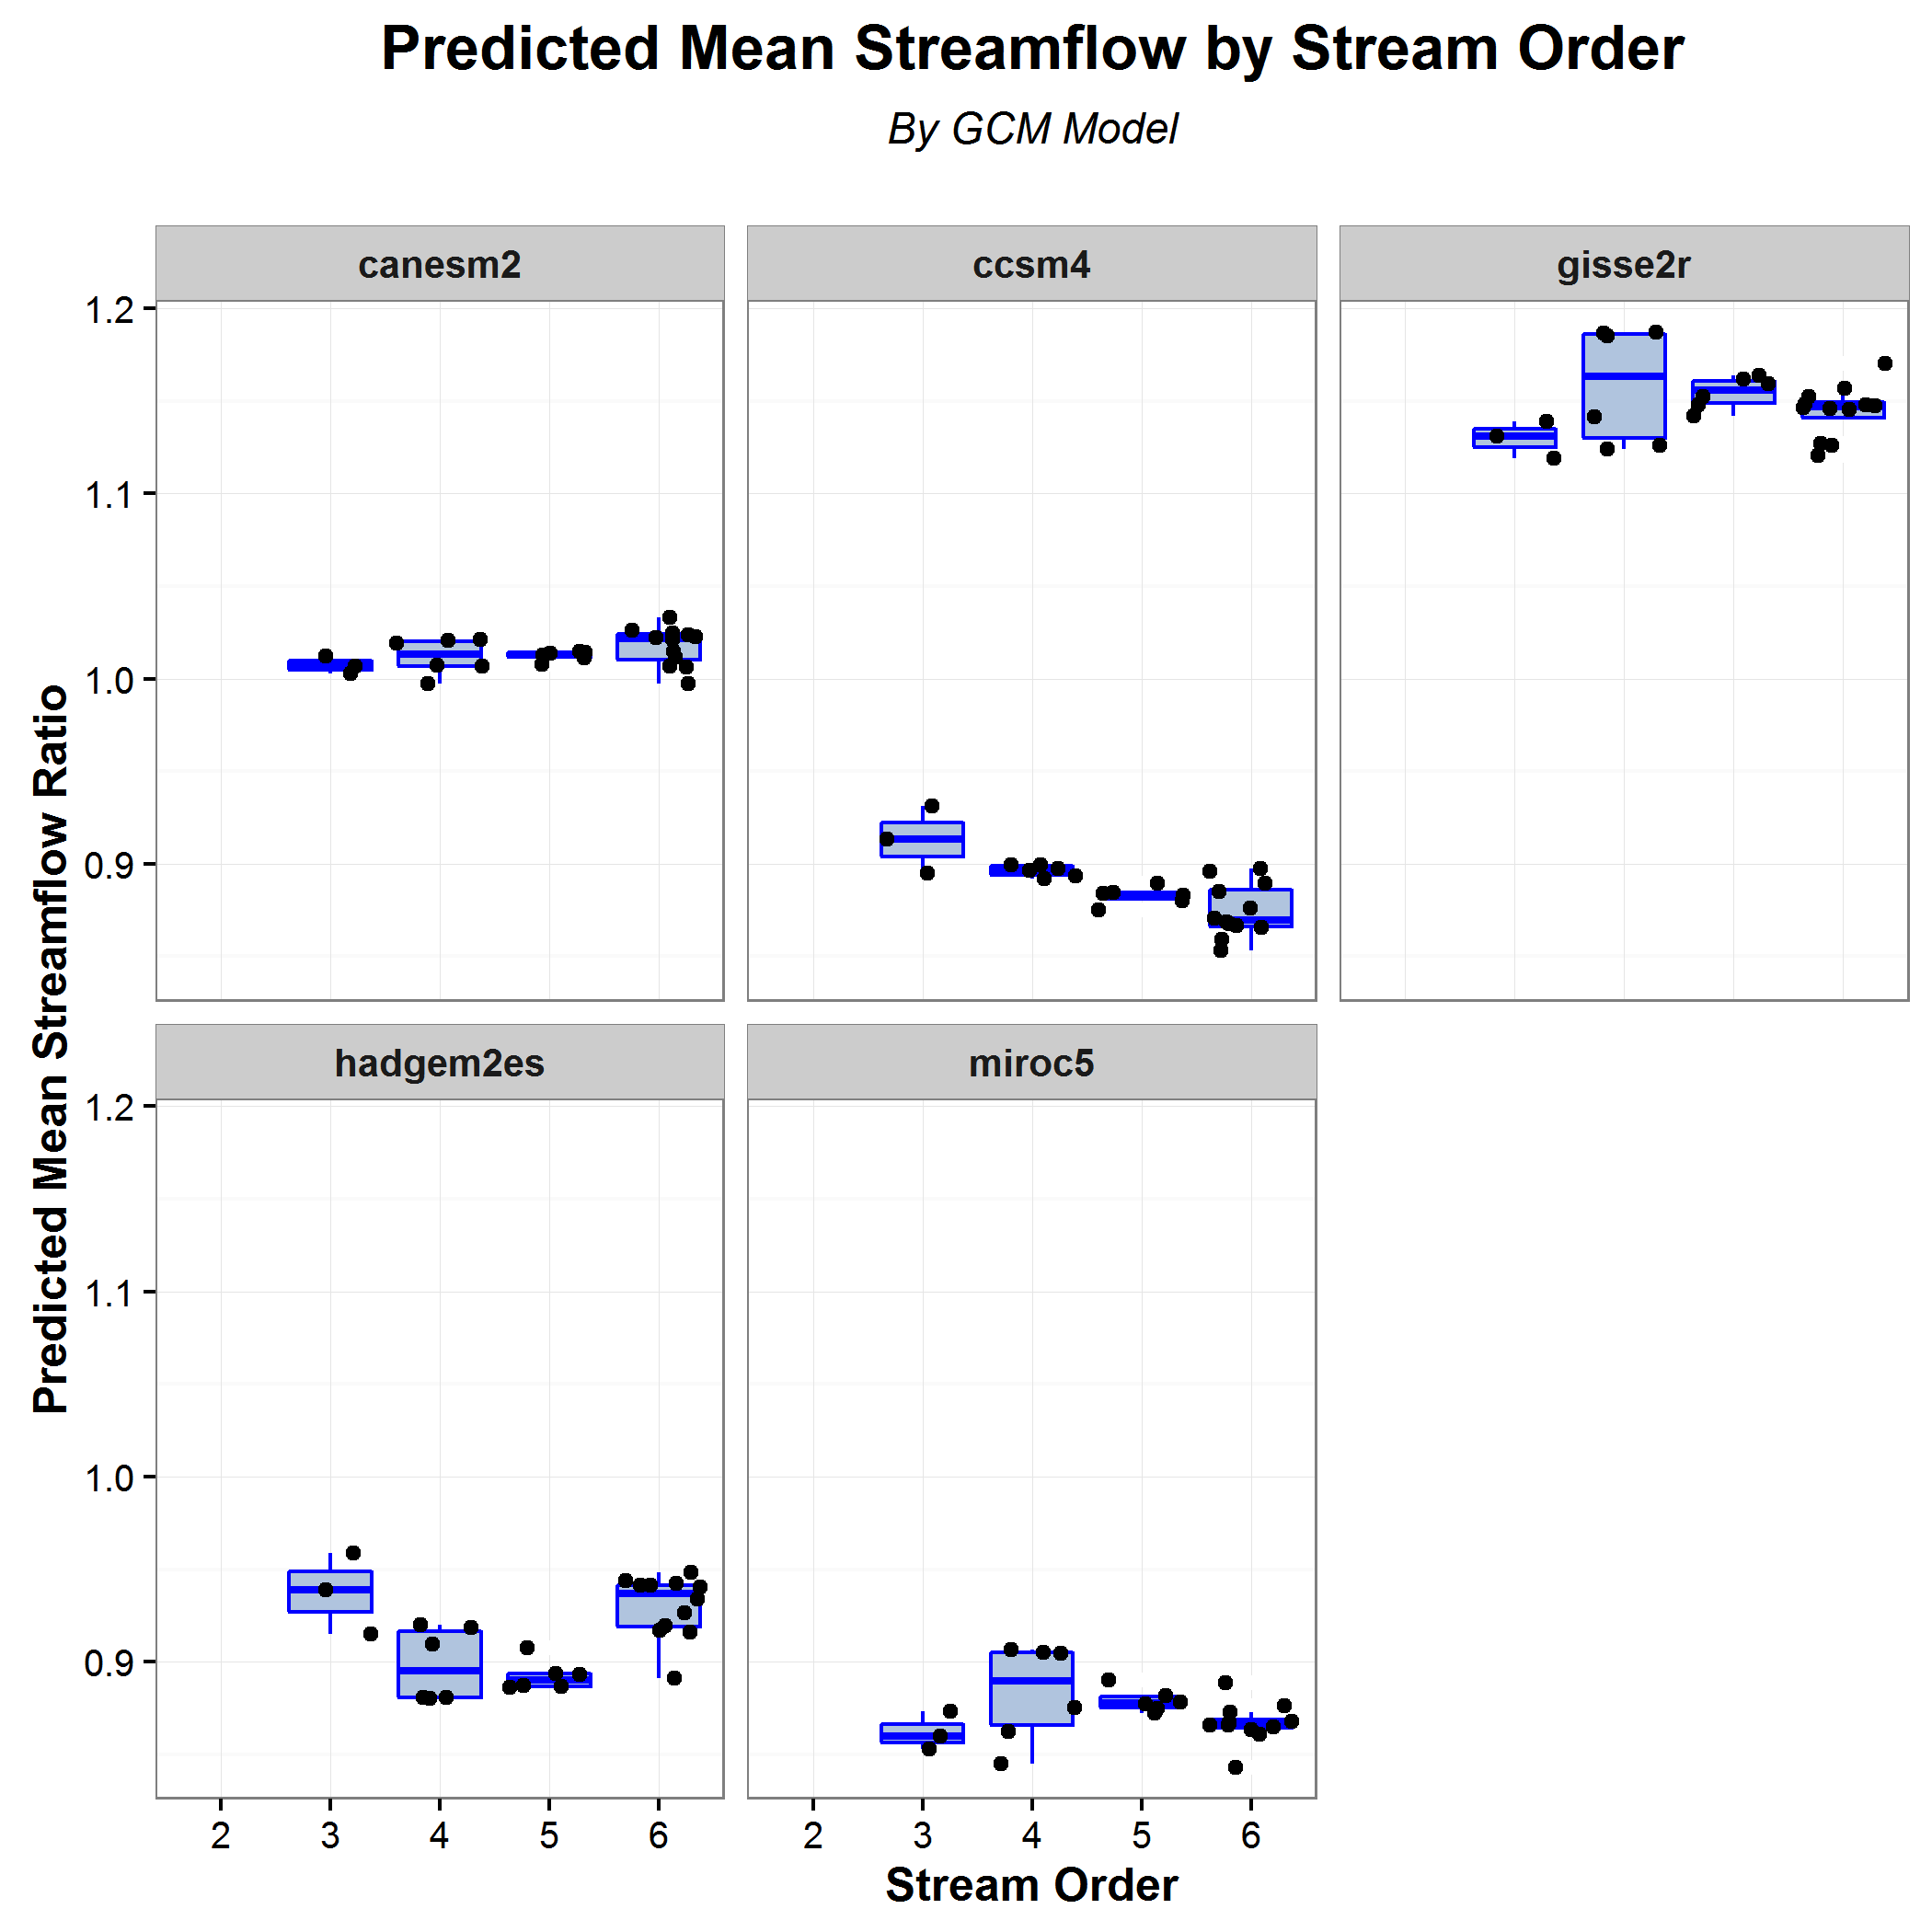 Predicted Mean Streamflow by Stream Order
By GCM Model
canesm2
ccsm4
gisse2r
1.2
1.1
1.0
0.9
Predicted Mean Streamflow Ratio
hadgem2es
miroc5
1.2
1.1
1.0
0.9
2 3 4 5 6
2 3 4 5 6
Stream Order